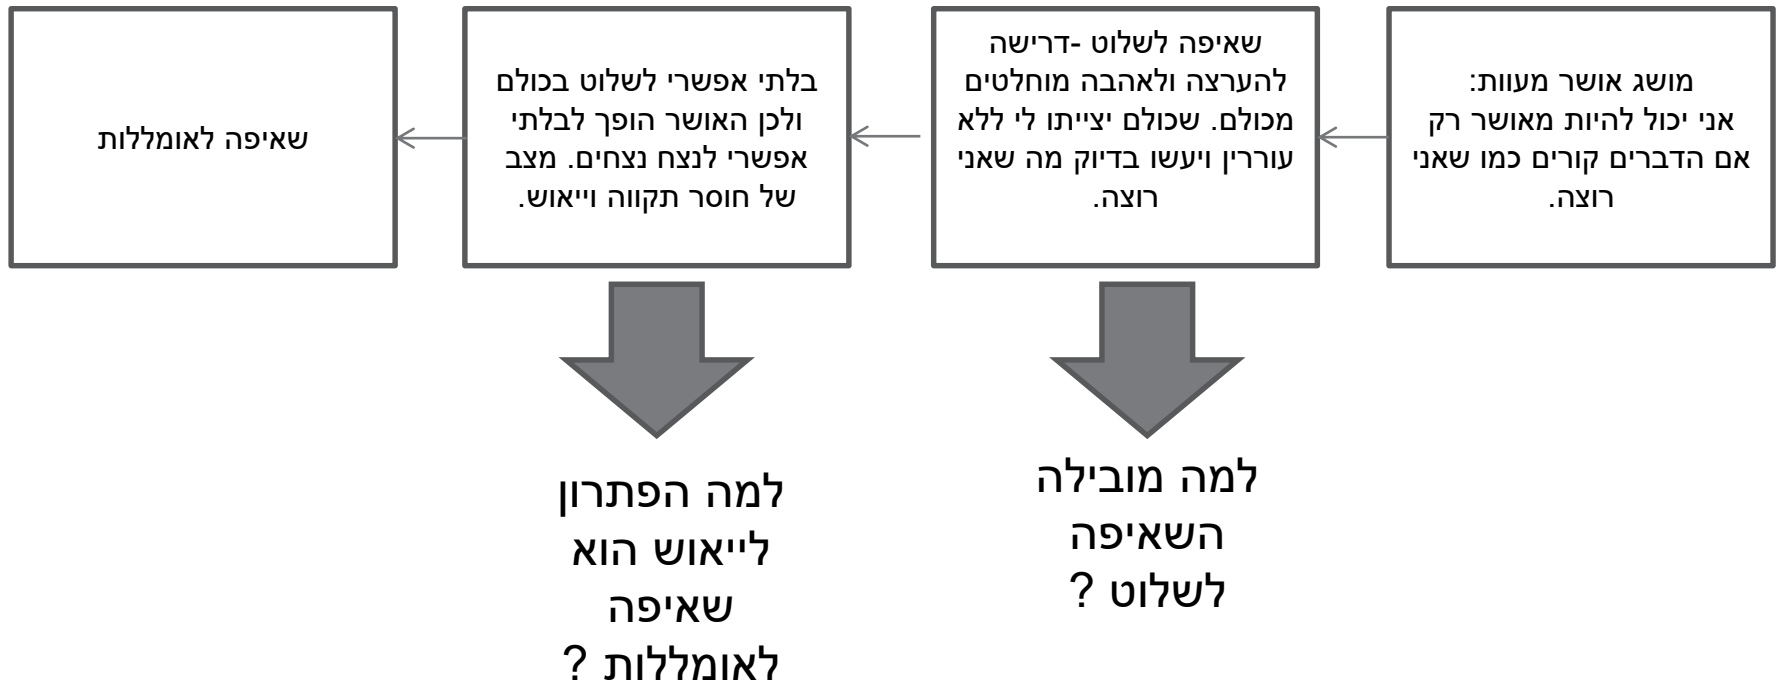 מושג אושר מעוות:
אני יכול להיות מאושר רק
אם הדברים קורים כמו שאני
רוצה.
שאיפה לשלוט -דרישה
להערצה ולאהבה מוחלטים
מכולם. שכולם יצייתו לי ללא
עוררין ויעשו בדיוק מה שאני
רוצה.
בלתי אפשרי לשלוט בכולם
ולכן האושר הופך לבלתי
אפשרי לנצח נצחים. מצב
של חוסר תקווה וייאוש.
שאיפה לאומללות
למה מובילה
השאיפה
לשלוט ?
למה הפתרון
לייאוש הוא
שאיפה
לאומללות ?